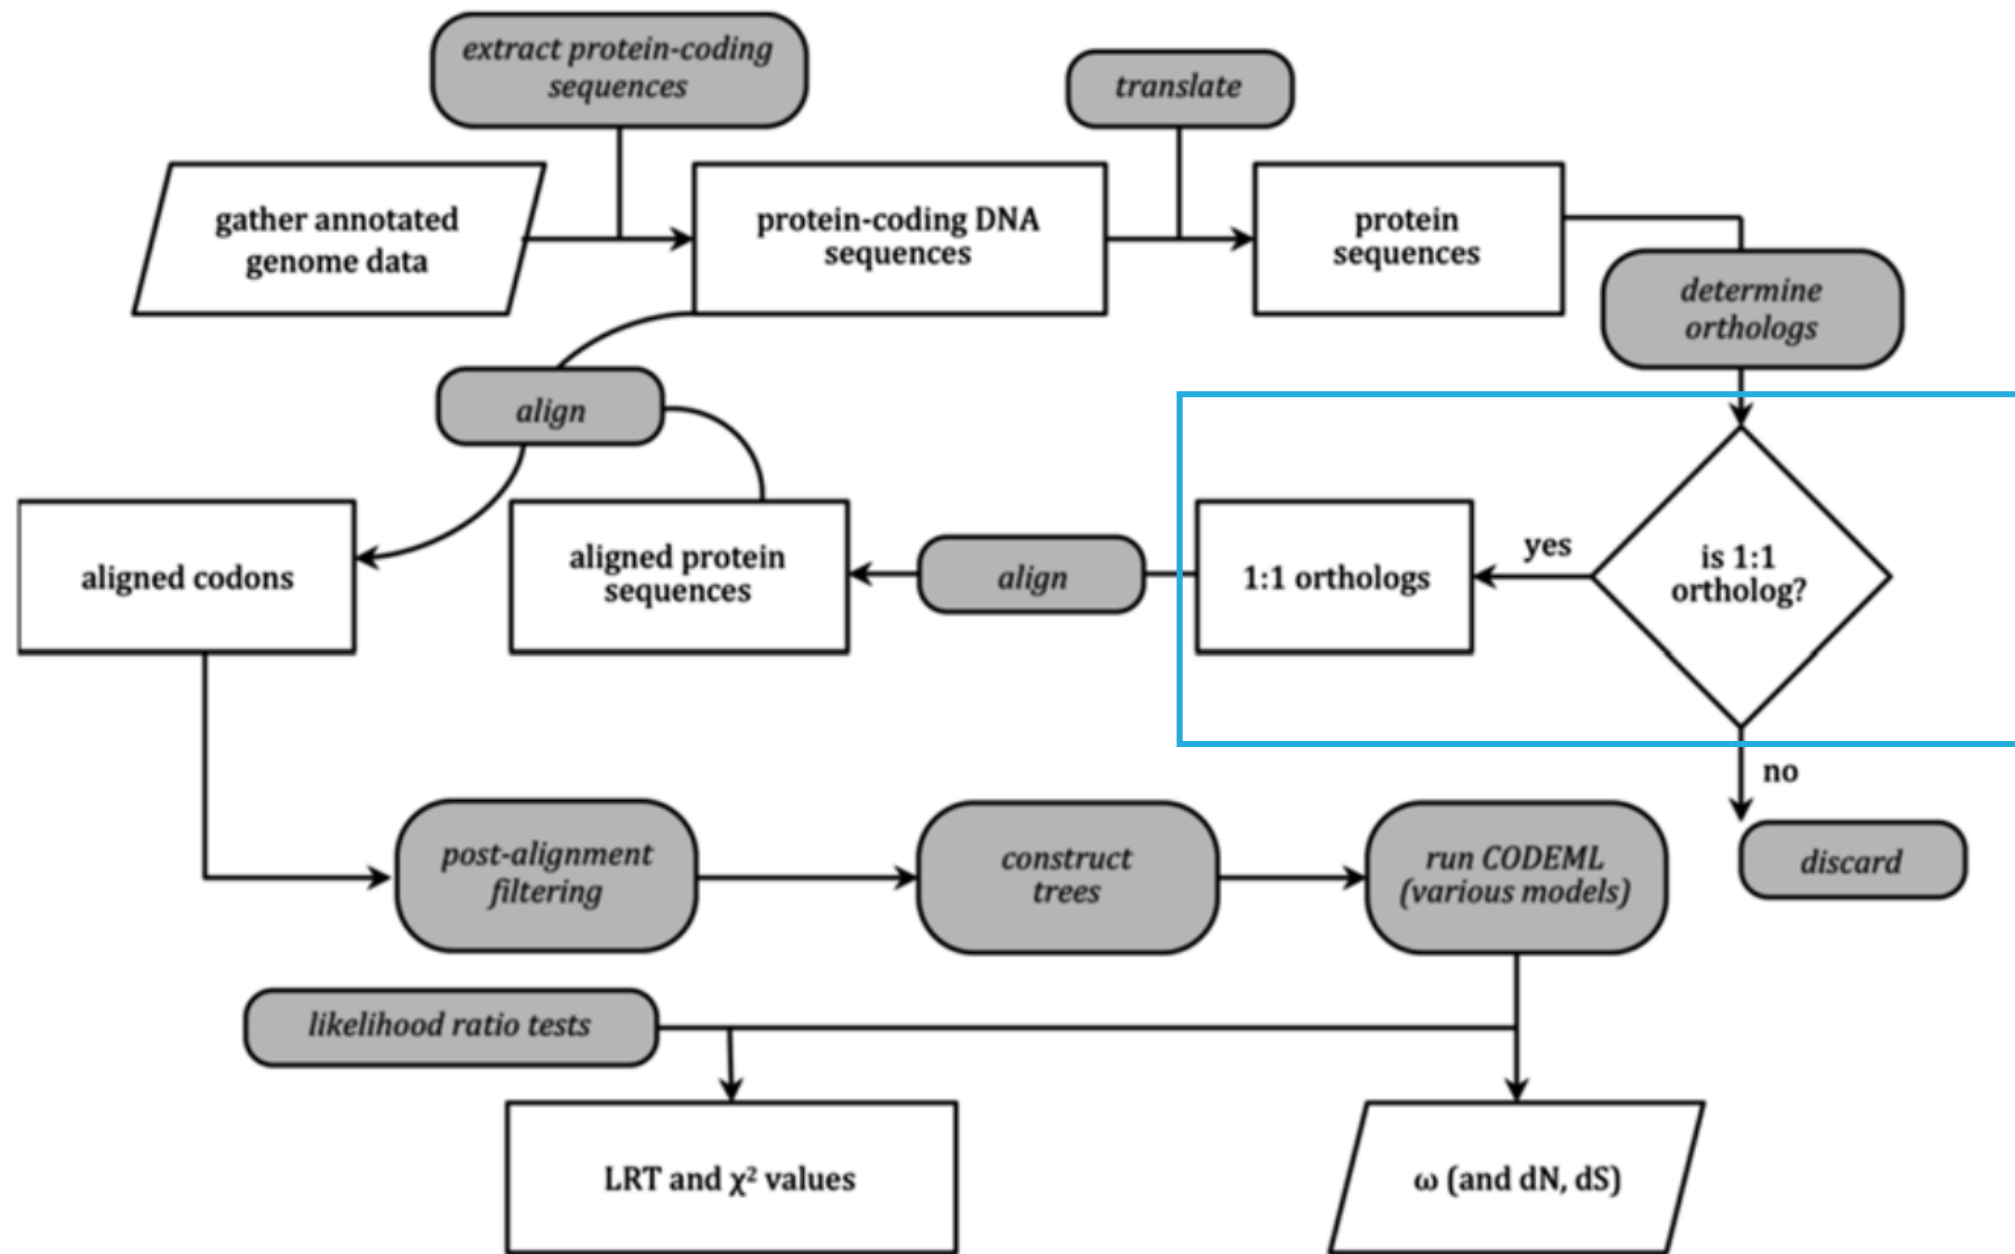 extract protein-coding
sequences
translate
gather annotated
genome data
protein-coding DNA
sequences
protein
sequences
determine
orthologs
align
aligned codons
aligned protein
sequences
align
1:1 orthologs
yes
is 1:1
ortholog?
no
discard
post-alignment
filtering
construct
trees
run CODEML
(various models)
likelihood ratio tests
LRT and χ² values
ω (and dN, dS)